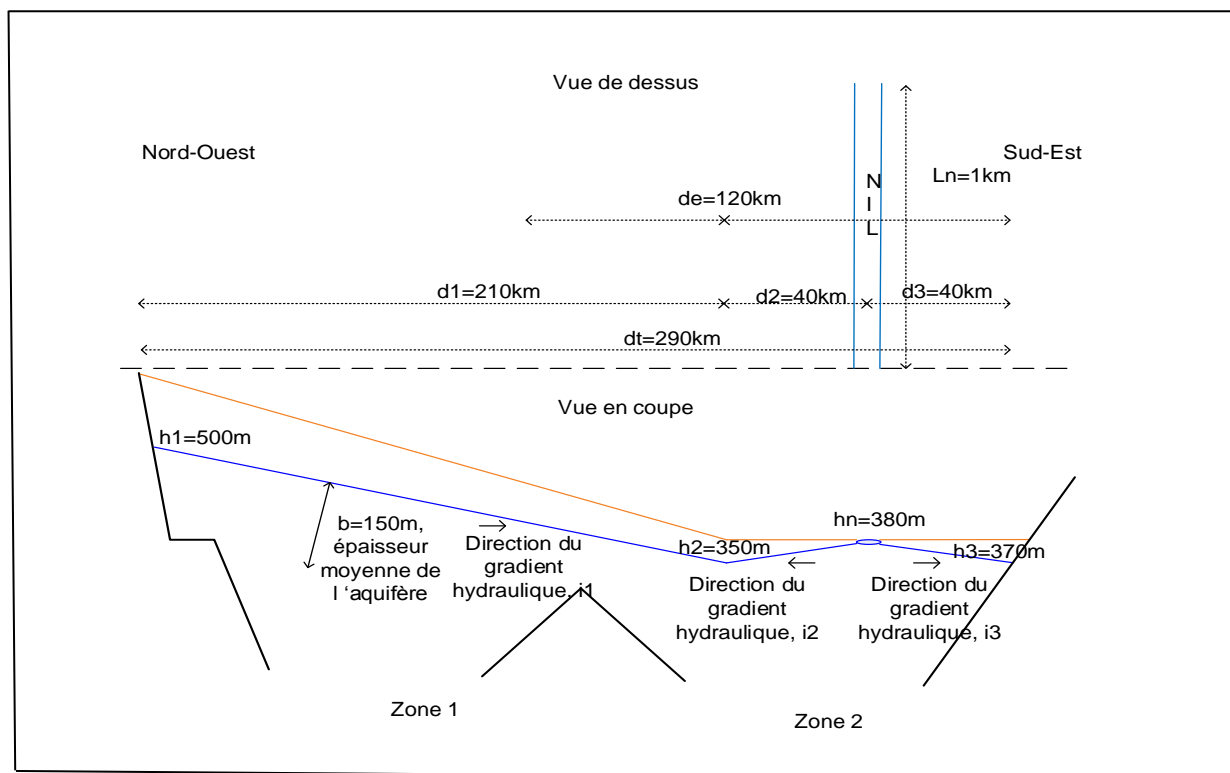 Vue de dessus
Nord-Ouest
Sud-Est
Ln=1km
N
I
L
de=120km
d1=210km
d2=40km
d3=40km
dt=290km
Vue en coupe
h1=500m
hn=380m
b=150m,
épaisseur
moyenne de
l ‘aquifère
Direction du
gradient
hydraulique, i1
h2=350m
h3=370m
Direction du
gradient
hydraulique, i2
Direction du
gradient
hydraulique, i3
Zone 1
Zone 2